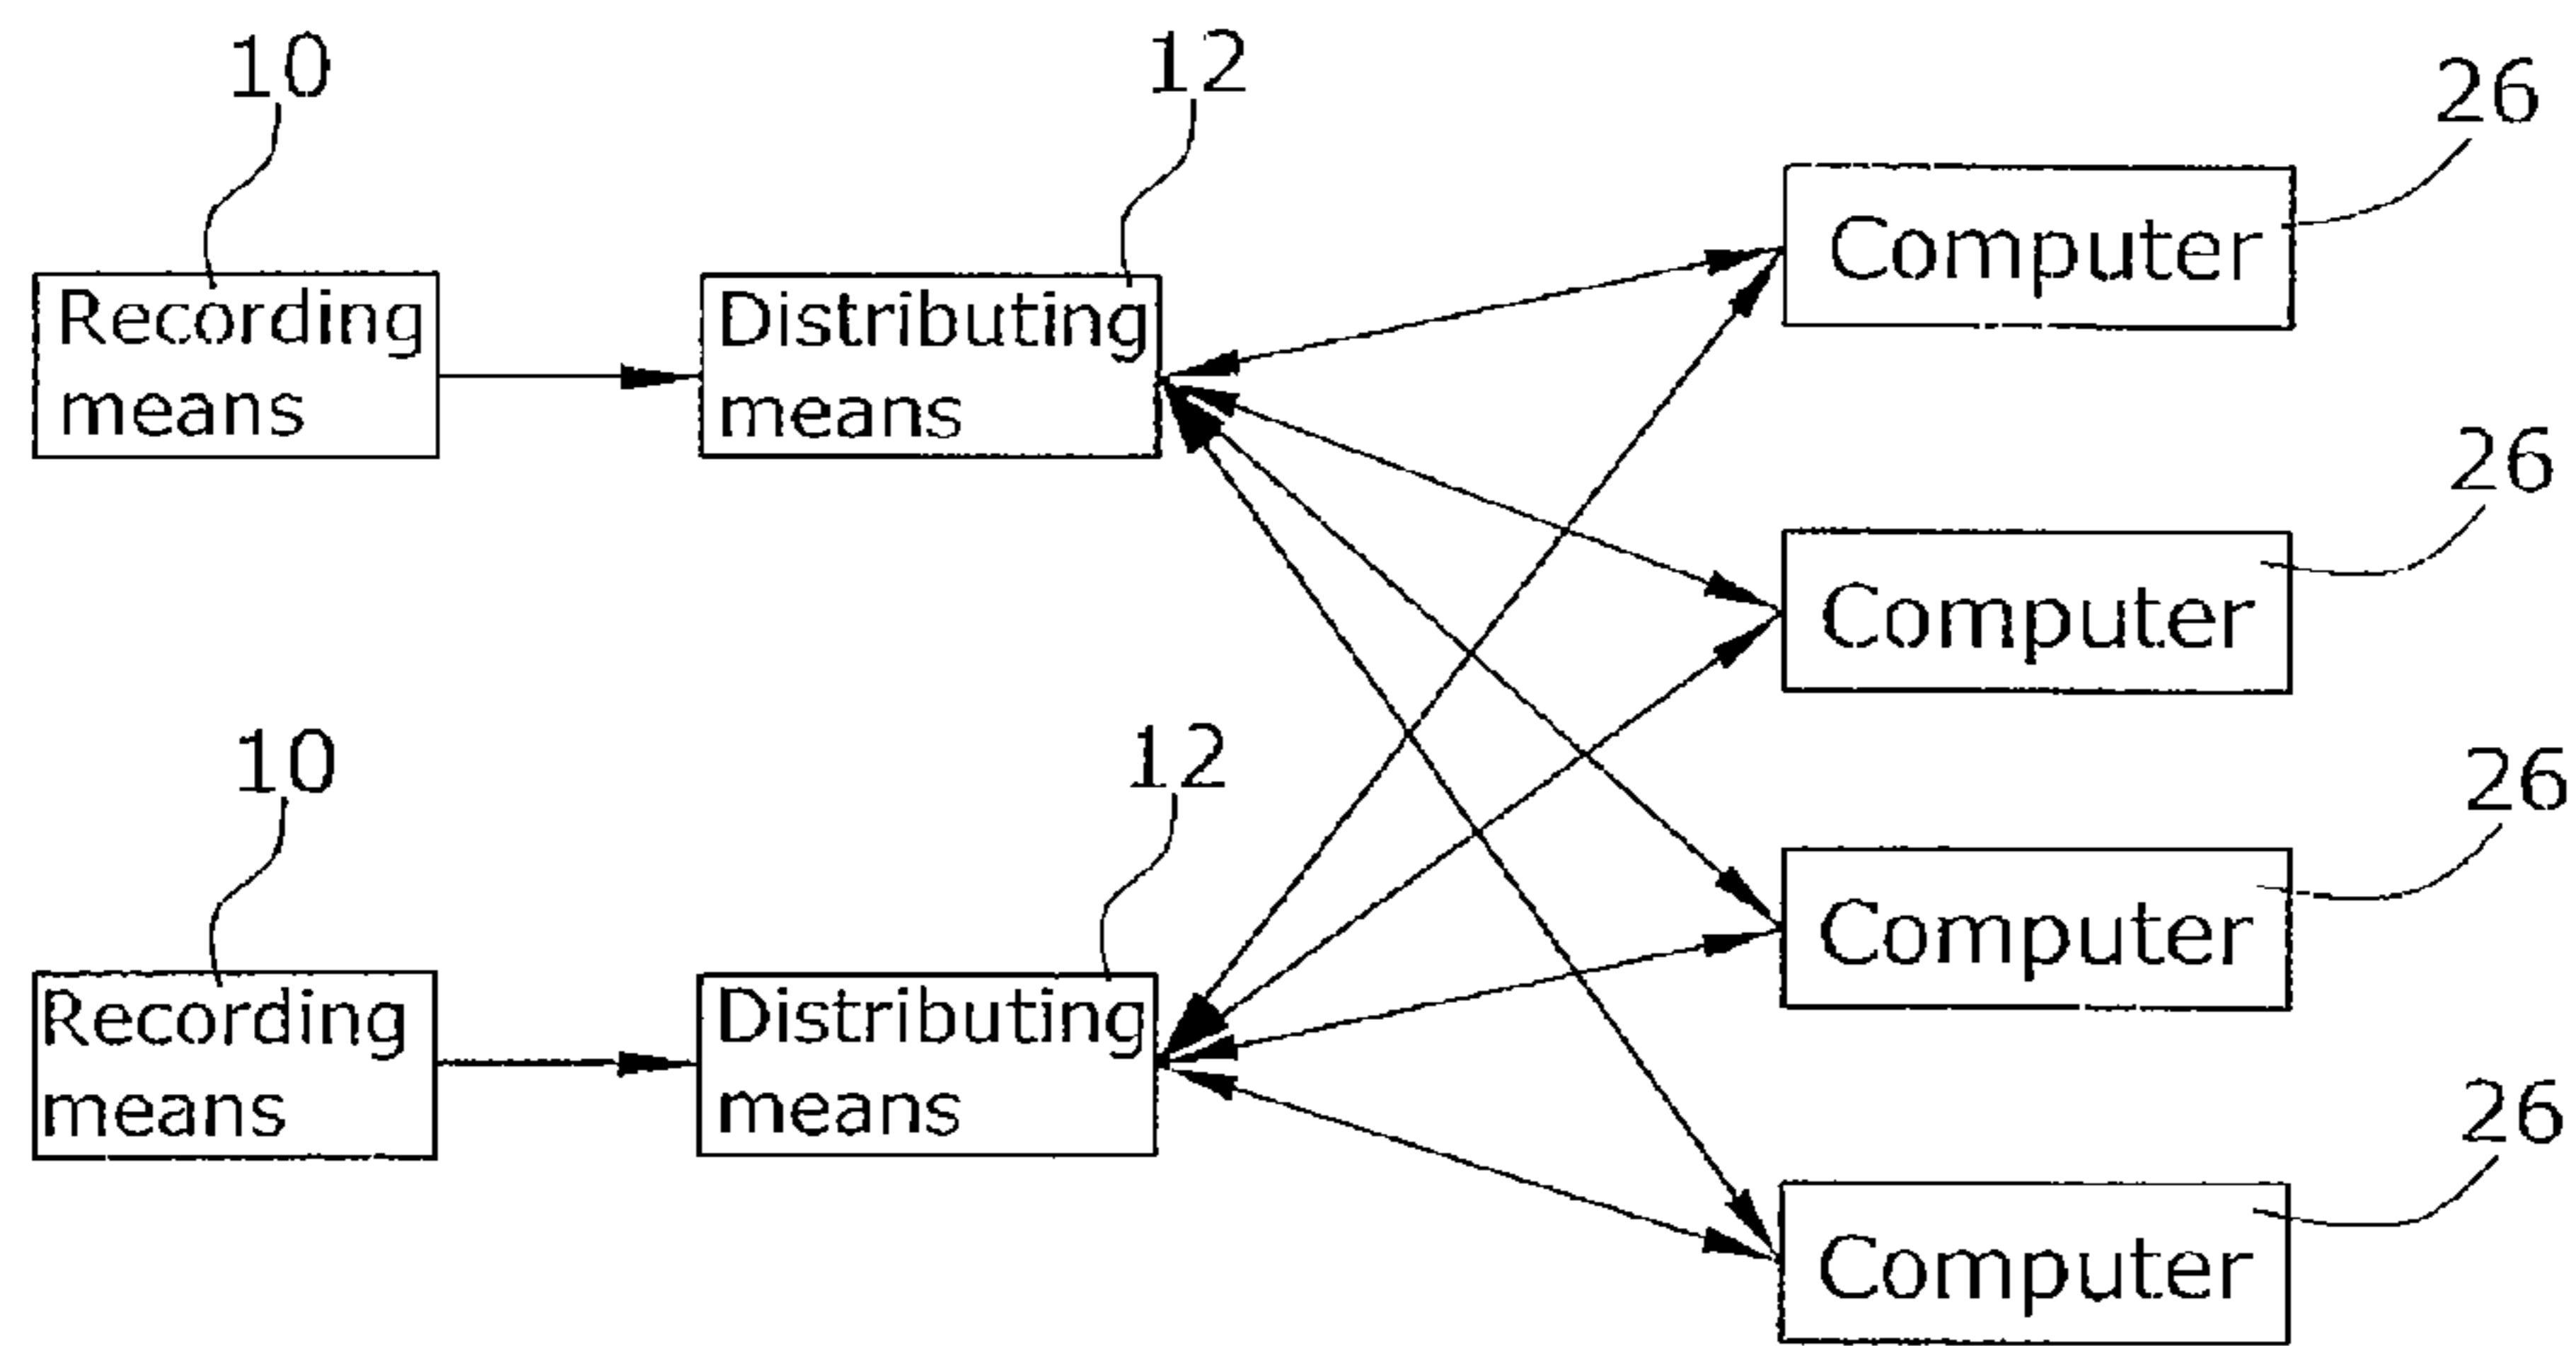 10
12
26
Recording
means
Distributing
means
Computer
26
Computer
10
12
26
Recording
means
Distributing
means
Computer
26
Computer